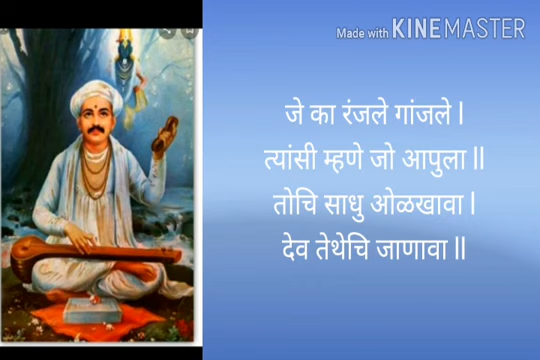 Made with KINEMASTER
जे का रंजले गांजले |
त्यांसी म्हणे जो आपुला ||
तोचि साधु ओळखावा |
देव तेथेचि जाणावा ||